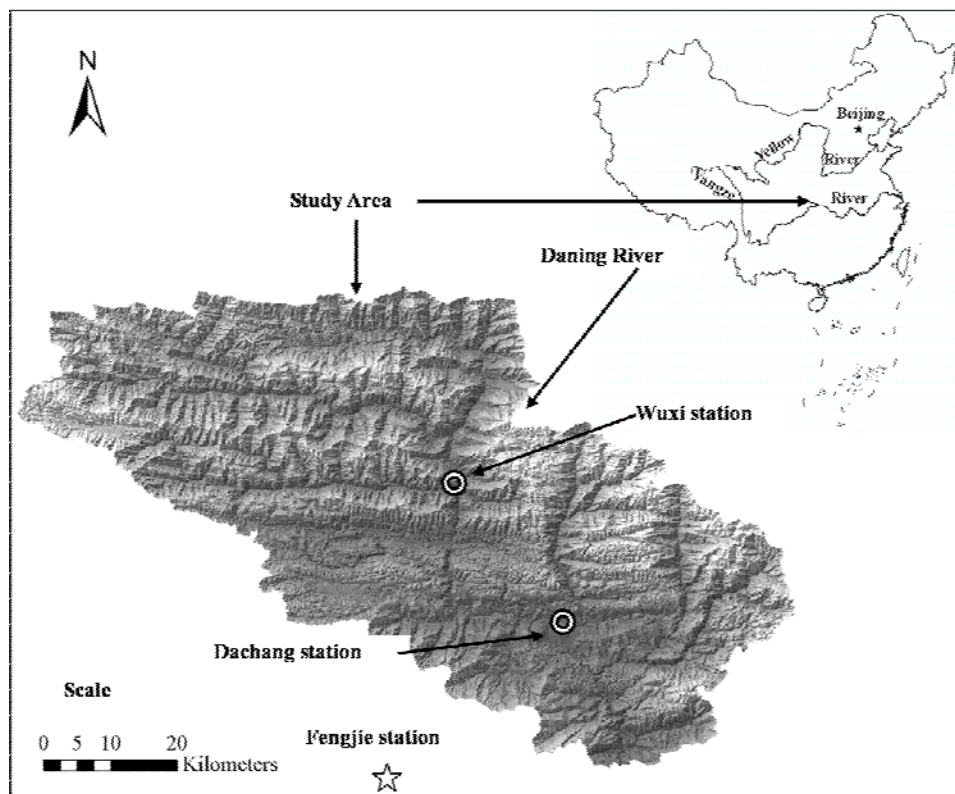 N
Beijing
Yellow
River
Yangze
River
Study Area
Daning River
Wuxi station
Dachang station
Scale
Fengjie station
0 5 10 20
Kilometers